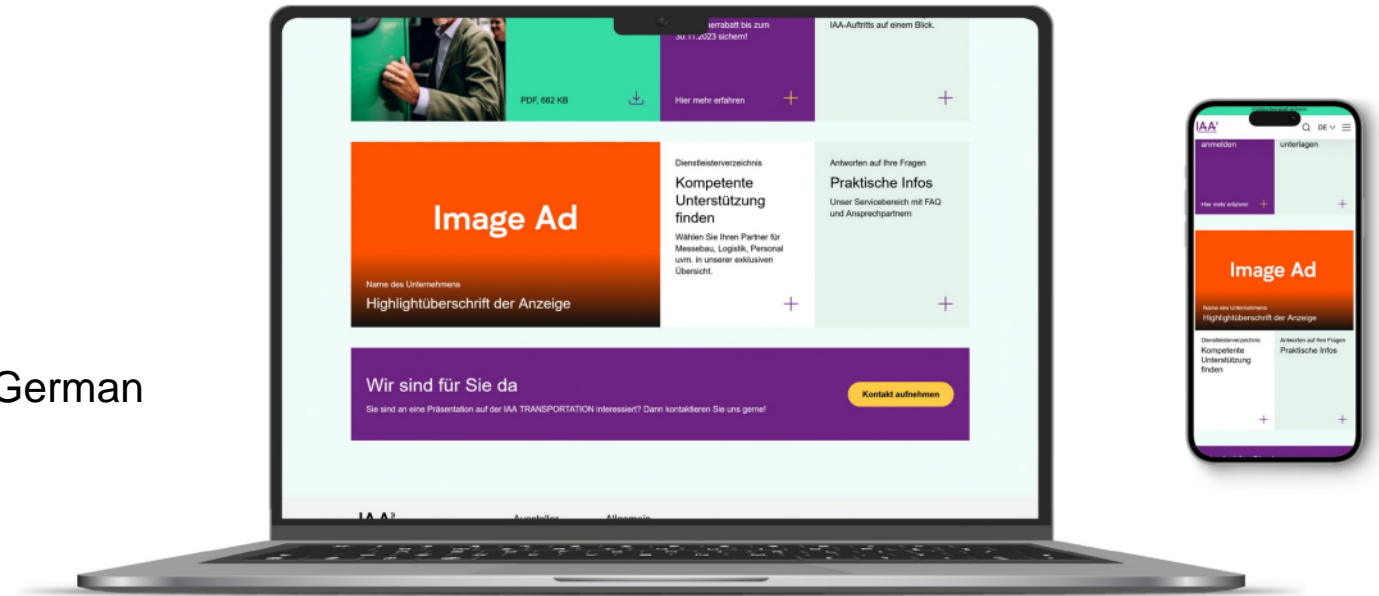 errabatt bis zum
30.11.2023 sichern!
IAA-Auftritts auf einem Blick.
PDF, 682 KB
Hier mehr erfahren
Image Ad
Name des Unternehmens
Highlightüberschrift der Anzeige
Dienstleisterverzeichnis
Kompetente
Unterstützung
finden
Wählen Sie Ihren Partner für
Messebau, Logistik, Personal
uvm. in unserer exklusiven
Übersicht.
Antworten auf Ihre Fragen
Praktische Infos
Unser Servicebereich mit FAQ
und Ansprechpartnern
German
Wir sind für Sie da
Sie sind an eine Präsentation auf der IAA TRANSPORTATION interessiert? Dann kontaktieren Sie uns gerne!
Kontakt aufnehmen
IAA
Aussteller
Allgemein
IAA
DE
anmelden
unterlagen
Hier mehr erfahren
Image Ad
Name des Unternehmens
Highlightüberschrift der Anzeige
Dienstleisterverzeichnis
Kompetente
Unterstützung
finden
Antworten auf Ihre Fragen
Praktische Infos